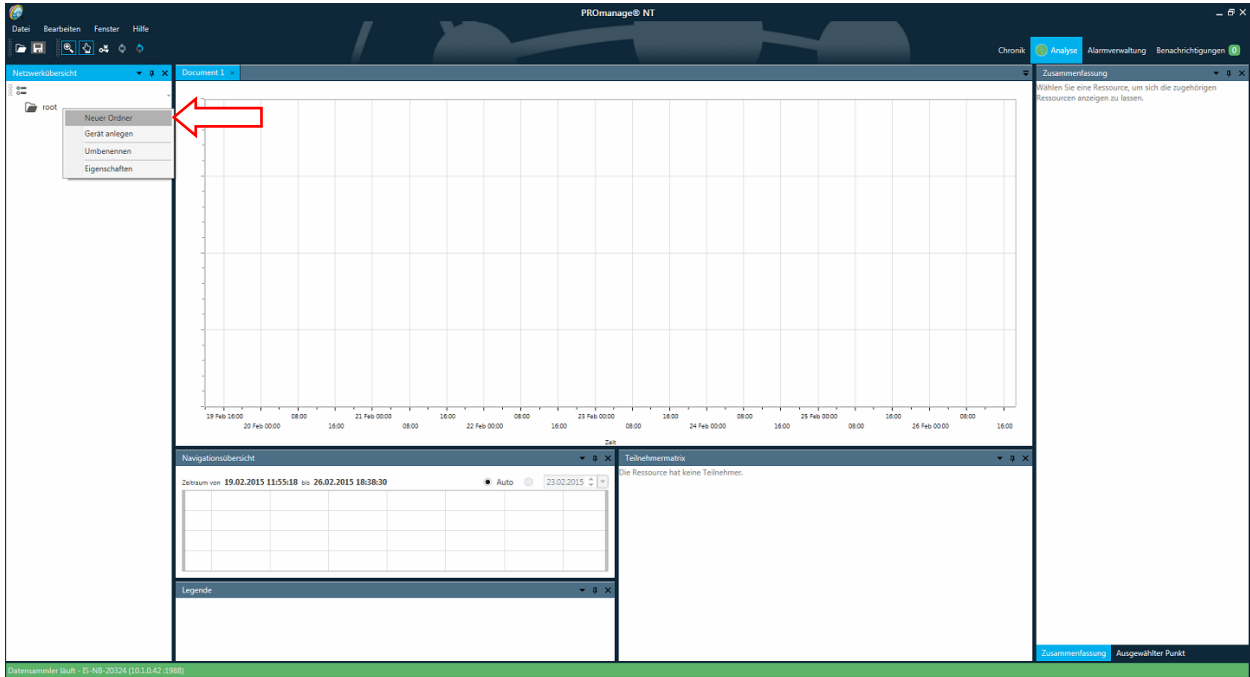 PROmanage® NT
Datei Bearbeiten Fenster Hilfe
Chronik Analyse Alarmverwaltung Benachrichtigungen 0
Netzwerkübersicht
root
Neuer Ordner
Gerät anlegen
Umbenennen
Eigenschaften
Document 1
19 Feb 16:00 08:00 21 Feb 00:00 16:00 08:00 23 Feb 00:00 16:00 08:00 25 Feb 00:00 16:00 08:00
20 Feb 00:00 16:00 08:00 22 Feb 00:00 16:00 08:00 24 Feb 00:00 16:00 08:00 26 Feb 00:00 16:00
Zeit
Navigationsübersicht
Zeitraum von 19.02.2015 11:55:18 bis 26.02.2015 18:38:30 Auto 23.02.2015
Legende
Teilnehmermatrix
Die Ressource hat keine Teilnehmer.
Zusammenfassung
Wählen Sie eine Ressource, um sich die zugehörigen
Ressourcen anzeigen zu lassen.
Zusammenfassung Ausgewählter Punkt
Datensammler läuft - IS-NB-20324 (10.1.0.42 :1988)